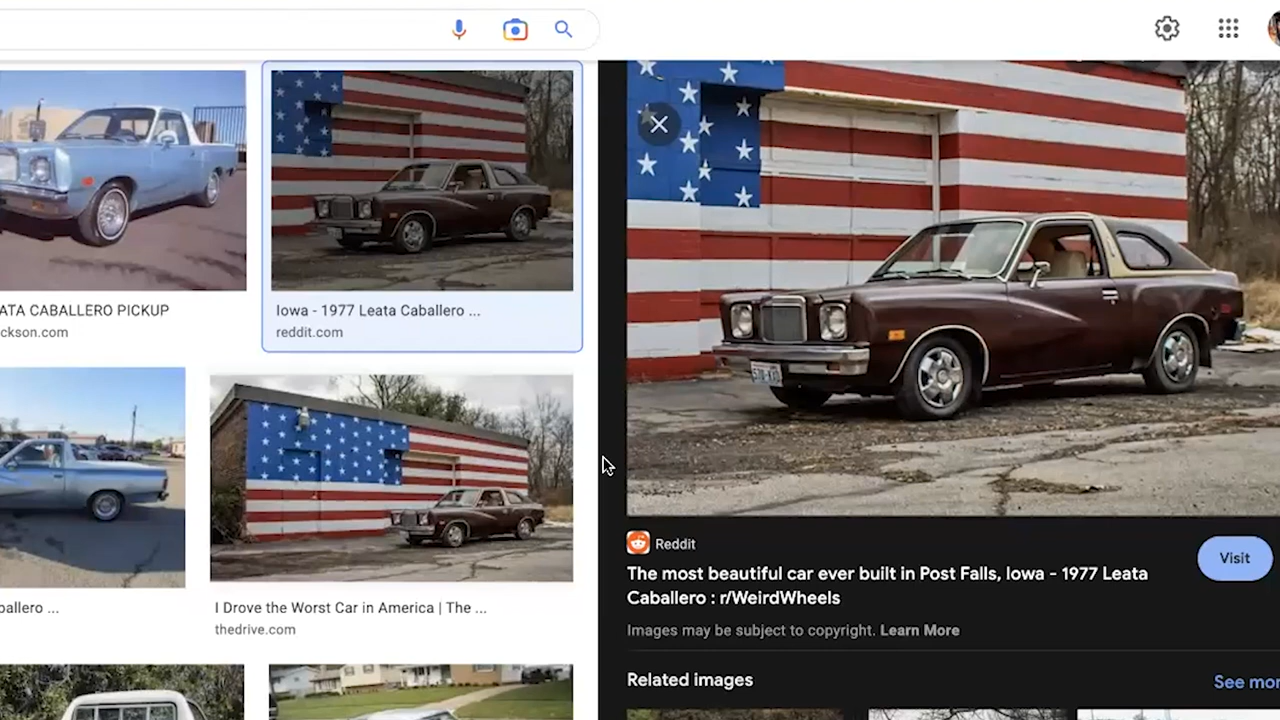 ATA CABALLERO PICKUP
ckson.com
Iowa - 1977 Leata Caballero ...
reddit.com
ballero ...
I Drove the Worst Car in America | The ...
thedrive.com
Reddit
Visit
The most beautiful car ever built in Post Falls, Iowa - 1977 Leata
Caballero : r/WeirdWheels
Images may be subject to copyright. Learn More
Related images
See mor